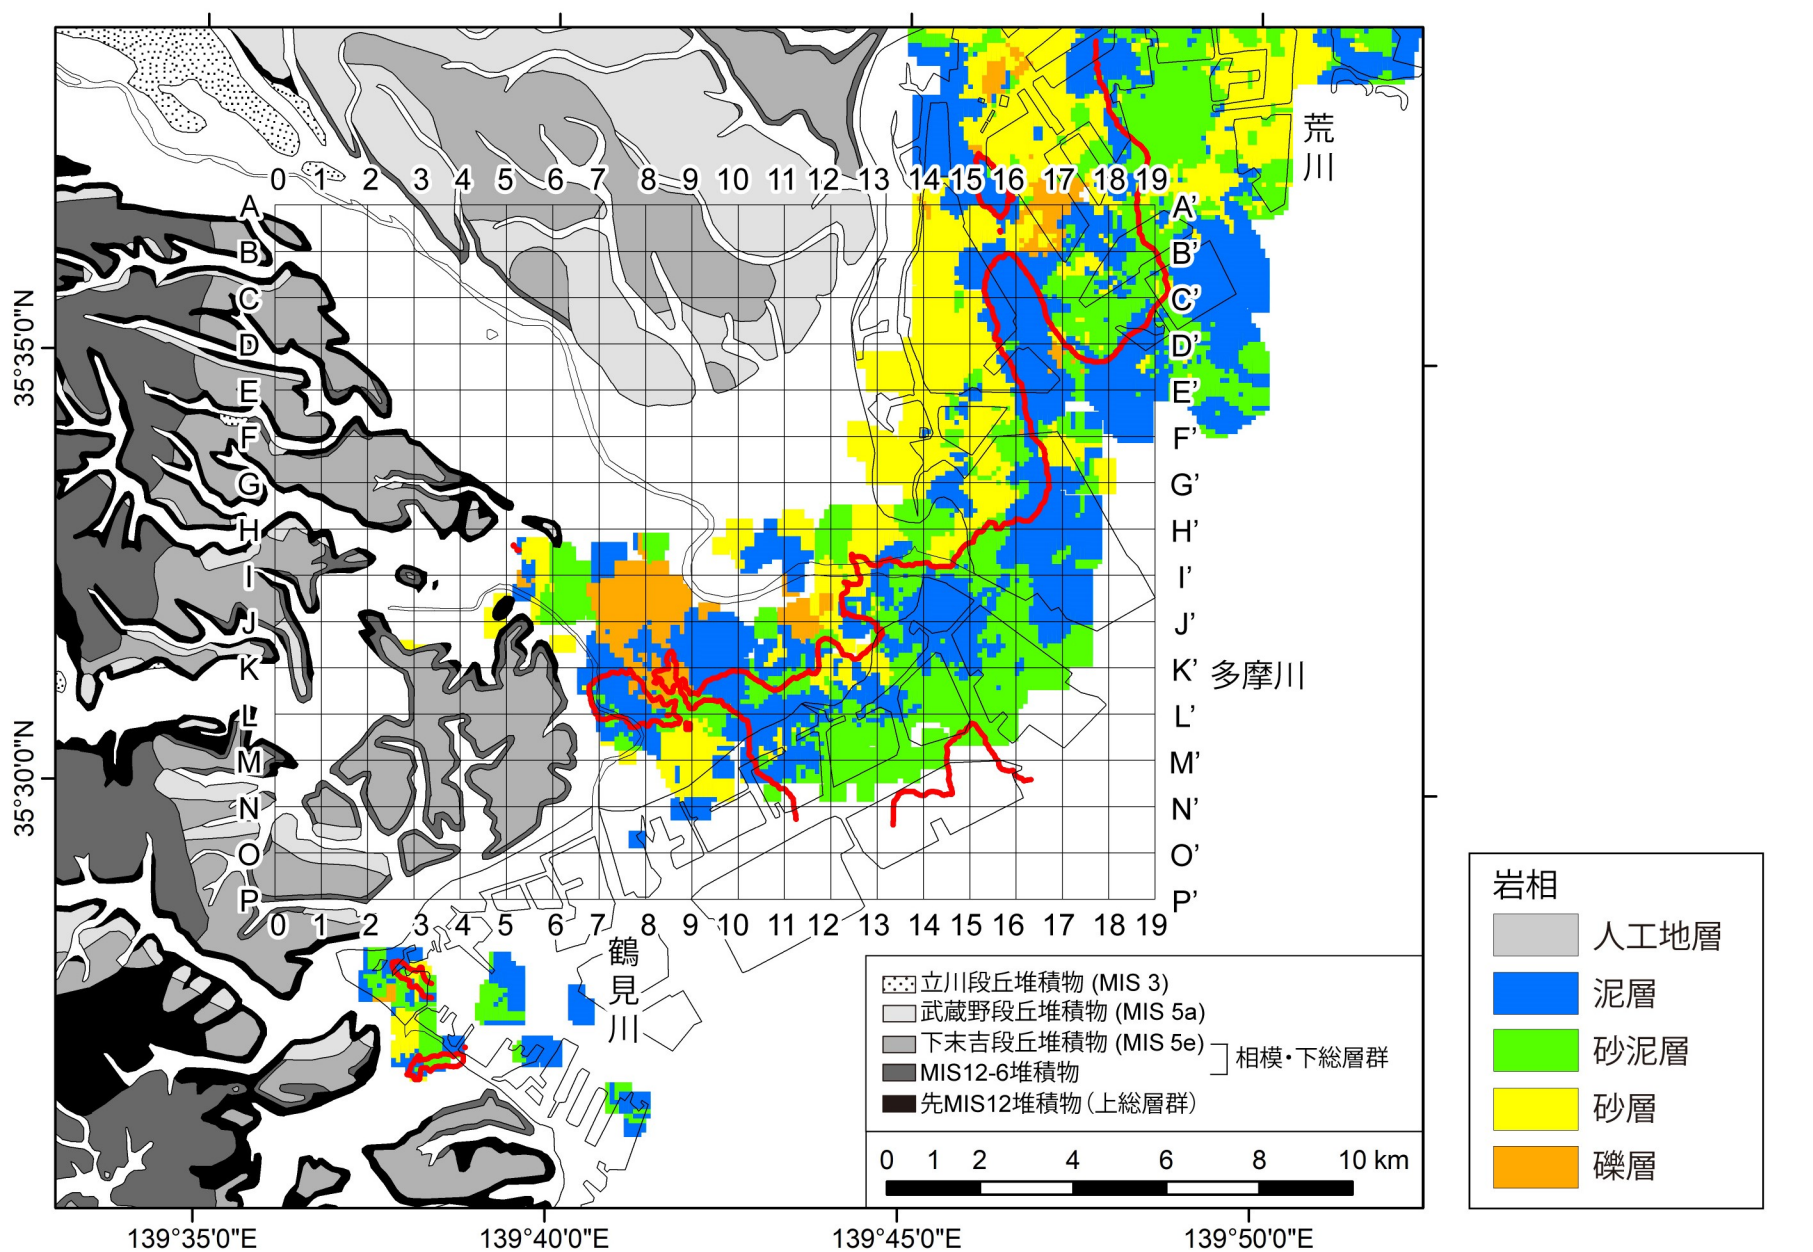 荒
川
0 1 2 3 4 5 6 7 8 9 10 11 12 13 14 15 16 17 18 19
A A'
B B'
C C'
D D'
E E'
F F'
G G'
H H'
I I'
J J'
K K' 多摩川
L L'
M M'
N N'
O O'
P P'
0 1 2 3 4 5 6 7 8 9 10 11 12 13 14 15 16 17 18 19
鶴
見
川
35°35'0"N
35°30'0"N
立川段丘堆積物 (MIS 3)
武蔵野段丘堆積物 (MIS 5a)
下末吉段丘堆積物 (MIS 5e)
MIS12-6堆積物
相模・下総層群
先MIS12堆積物（上総層群）
0 1 2 4 6 8 10 km
139°35'0"E 139°40'0"E 139°45'0"E 139°50'0"E
岩相
人工地層
泥層
砂泥層
砂層
礫層